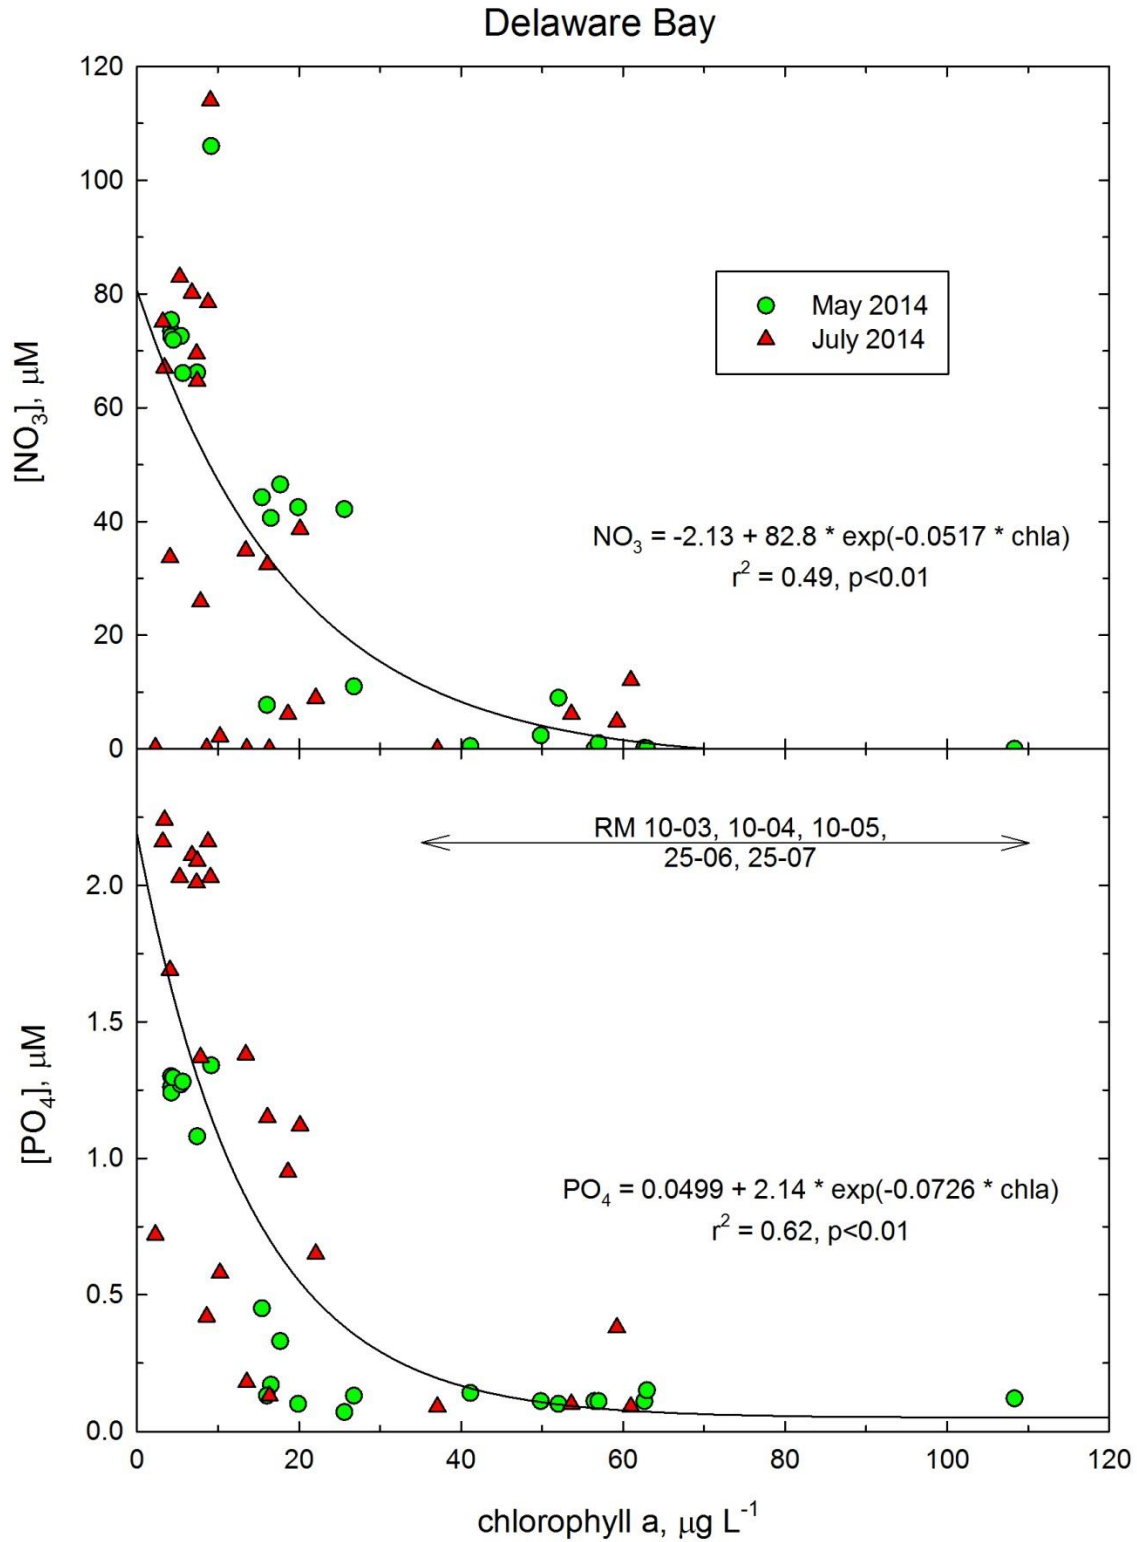 Delaware Bay
120
100
80
60
40
20
0
[NO₃], µM
May 2014
July 2014
NO₃ = -2.13 + 82.8 * exp(-0.0517 * chla)
r² = 0.49, p<0.01
2.0
1.5
1.0
0.5
0.0
[PO₄], µM
RM 10-03, 10-04, 10-05,
25-06, 25-07
PO₄ = 0.0499 + 2.14 * exp(-0.0726 * chla)
r² = 0.62, p<0.01
0 20 40 60 80 100 120
chlorophyll a, µg L⁻¹